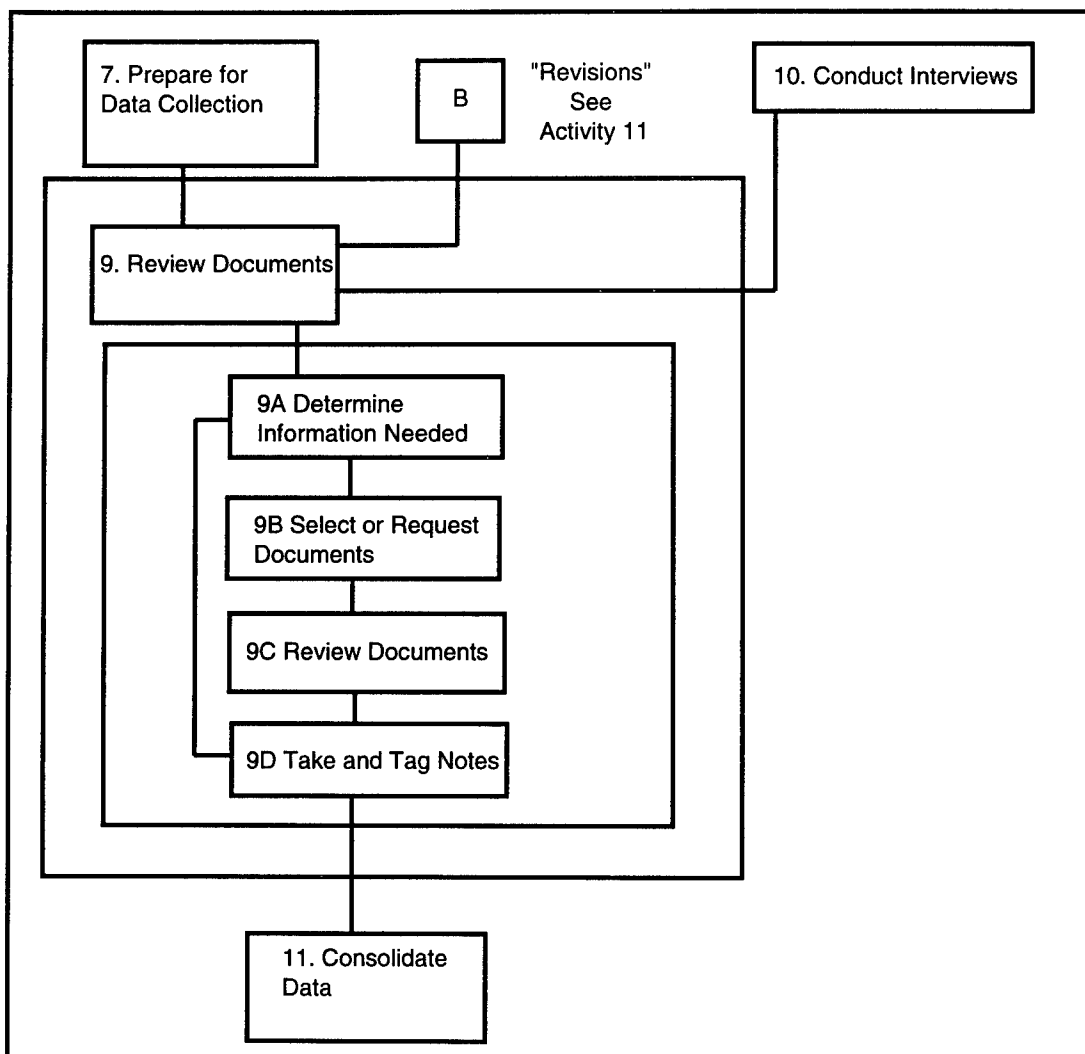 7. Prepare for
Data Collection
B
"Revisions"
See
Activity 11
10. Conduct Interviews
9. Review Documents
9A Determine
Information Needed
9B Select or Request
Documents
9C Review Documents
9D Take and Tag Notes
11. Consolidate
Data